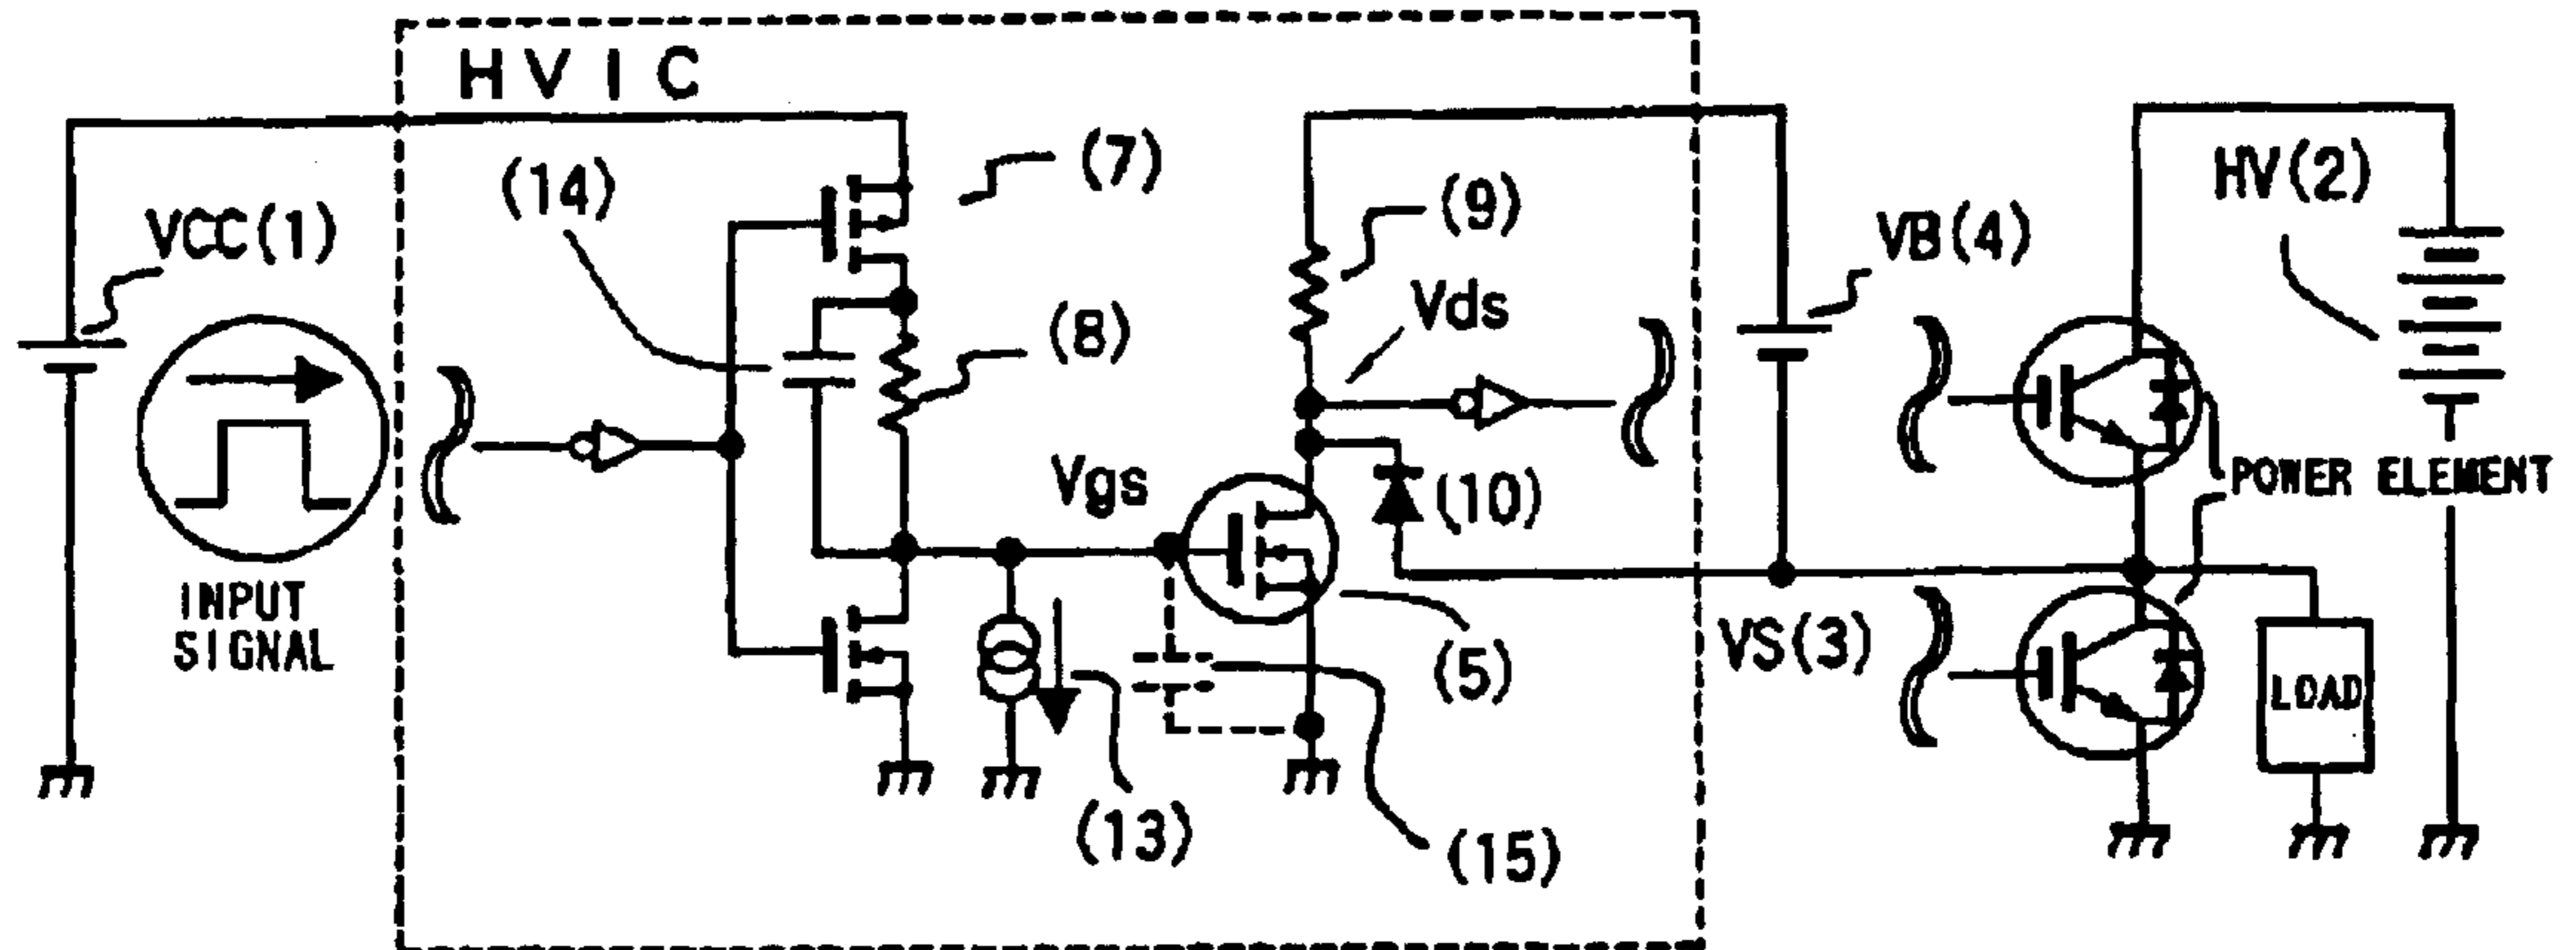 HVIC
(7)
(14)
(9)
HV(2)
VCC(1)
VB(4)
Vds
(8)
Vgs
(10)
POWER ELEMENT
INPUT
SIGNAL
VS(3)
(5)
LOAD
(13)
(15)